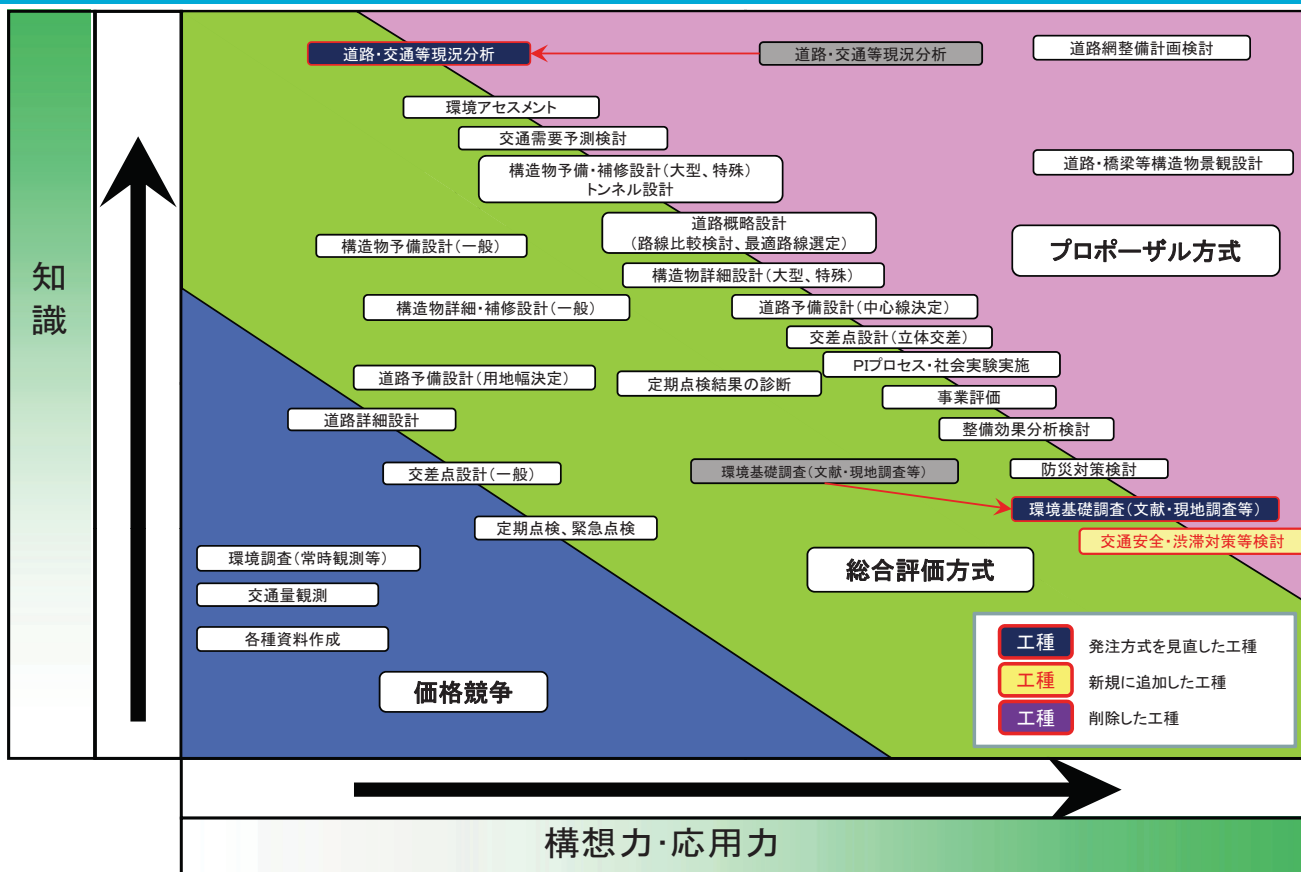 道路・交通等現況分析
道路・交通等現況分析
道路網整備計画検討
環境アセスメント
交通需要予測検討
構造物予備・補修設計(大型、特殊)
トンネル設計
道路・橋梁等構造物景観設計
道路概略設計
(路線比較検討、最適路線選定)
構造物予備設計(一般)
プロポーザル方式
構造物詳細設計(大型、特殊)
知
識
構造物詳細・補修設計(一般)
道路予備設計(中心線決定)
交差点設計(立体交差)
PIプロセス・社会実験実施
道路予備設計(用地幅決定)
定期点検結果の診断
事業評価
道路詳細設計
整備効果分析検討
交差点設計(一般)
環境基礎調査(文献・現地調査等)
防災対策検討
環境基礎調査(文献・現地調査等)
定期点検、緊急点検
交通安全・渋滞対策等検討
環境調査(常時観測等)
総合評価方式
交通量観測
各種資料作成
価格競争
工種 発注方式を見直した工種
工種 新規に追加した工種
工種 削除した工種
構想力・応用力